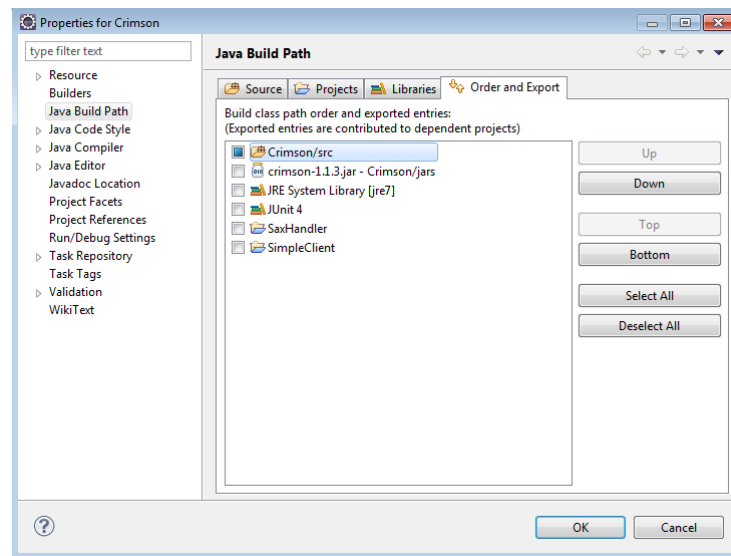 Properties for Crimson
type filter text
Resource
Builders
Java Build Path
Java Code Style
Java Compiler
Java Editor
Javadoc Location
Project Facets
Project References
Run/Debug Settings
Task Repository
Task Tags
Validation
WikiText
Java Build Path
Source
Projects
Libraries
Order and Export
Build class path order and exported entries:
(Exported entries are contributed to dependent projects)
Crimson/src
crimson-1.1.3.jar - Crimson/jars
JRE System Library [jre7]
JUnit 4
SaxHandler
SimpleClient
Up
Down
Top
Bottom
Select All
Deselect All
?
OK
Cancel